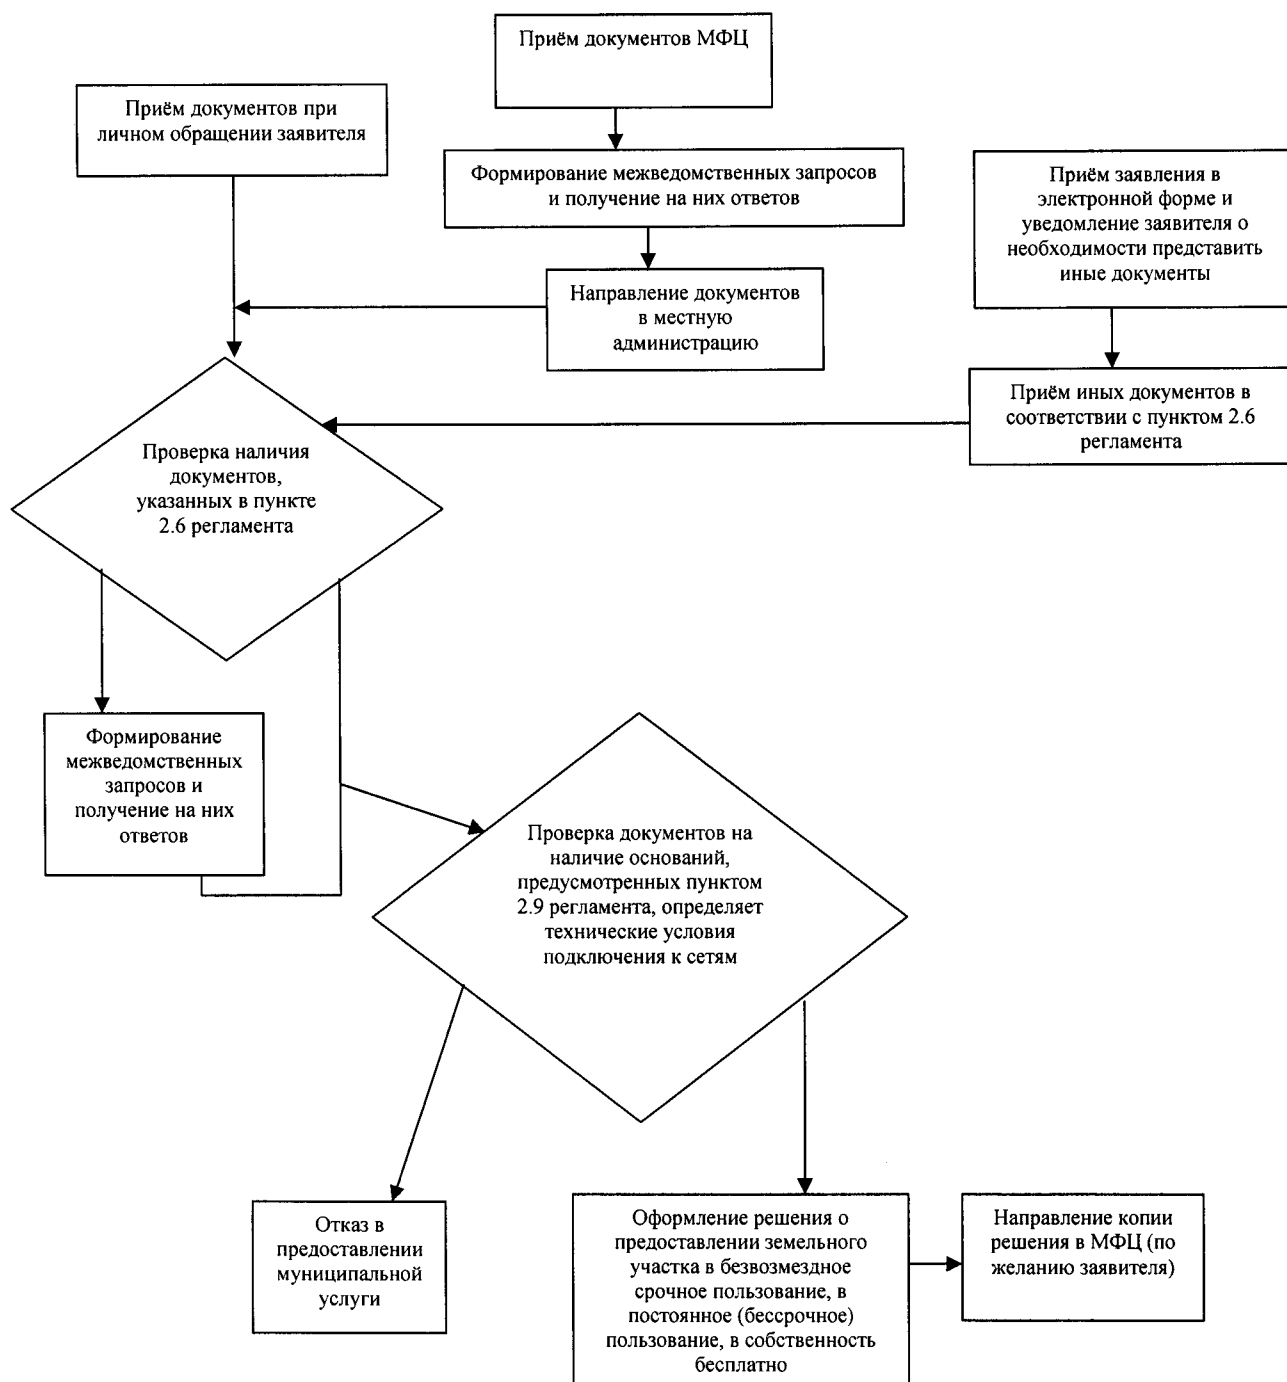 Приём документов МФЦ
Приём документов при
личном обращении заявителя
Формирование межведомственных запросов
и получение на них ответов
Приём заявления в
электронной форме и
уведомление заявителя о
необходимости представить
иные документы
Направление документов
в местную
администрацию
Приём иных документов в
соответствии с пунктом 2.6
регламента
Проверка наличия
документов,
указанных в пункте
2.6 регламента
Формирование
межведомственных
запросов и
получение на них
ответов
Проверка документов на
наличие оснований,
предусмотренных пунктом
2.9 регламента, определяет
технические условия
подключения к сетям
Отказ в
предоставлении
муниципальной
услуги
Оформление решения о
предоставлении земельного
участка в безвозмездное
срочное пользование, в
постоянное (бессрочное)
пользование, в собственность
бесплатно
Направление копии
решения в МФЦ (по
желанию заявителя)